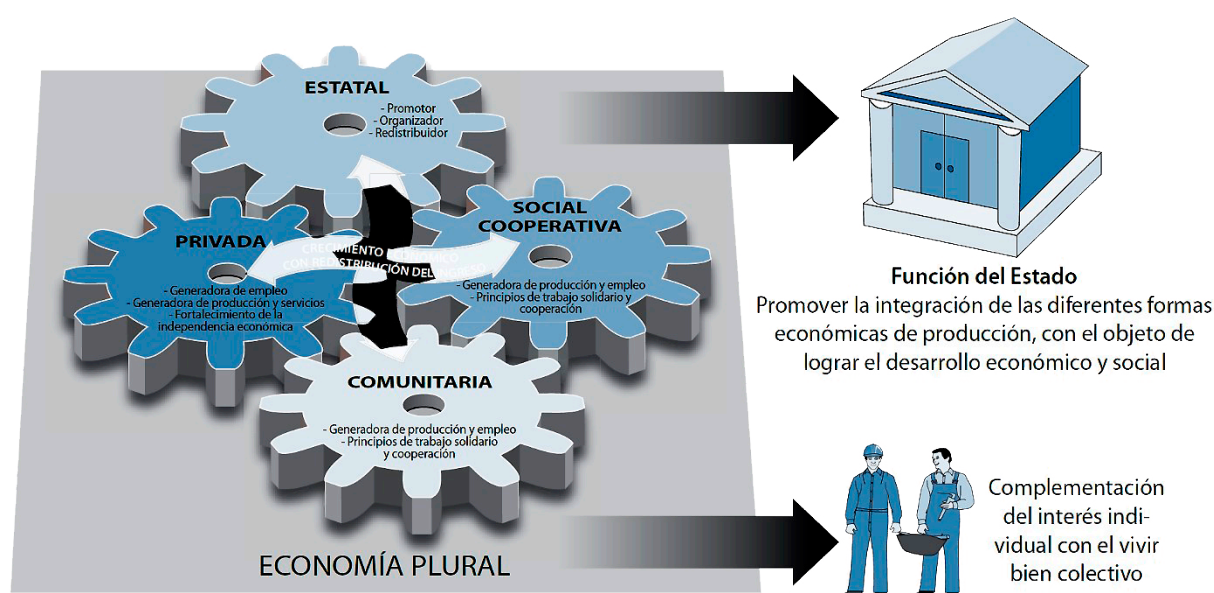 ESTATAL
- Promotor
- Organizador
- Redistribuidor
PRIVADA
- Generadora de empleo
- Generadora de producción y servicios
- Fortalecimiento de la
independencia económica
CRECIMIENTO ECONÓMICO
CON REDISTRIBUCIÓN DEL INGRESO
SOCIAL
COOPERATIVA
- Generadora de producción y empleo
- Principios de trabajo solidario y
cooperación
COMUNITARIA
- Generadora de producción y empleo
- Principios de trabajo solidario
y cooperación
ECONOMÍA PLURAL
Función del Estado
Promover la integración de las diferentes formas
económicas de producción, con el objeto de
lograr el desarrollo económico y social
Complementación
del interés indi-
vidual con el vivir
bien colectivo